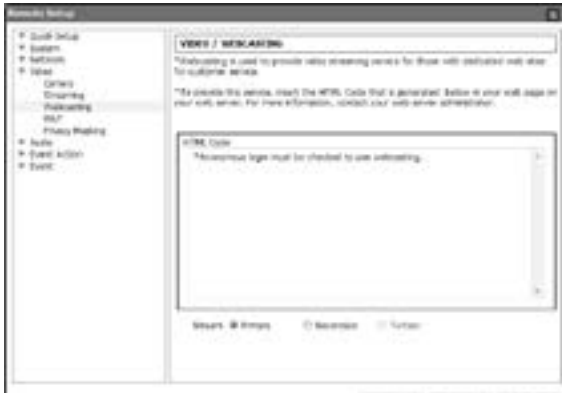 Remote Setup
Quick Setup
System
Network
Video
Camera
Streaming
Webcasting
MAT
Privacy Masking
Audio
Event Action
Event
VIDEO / WEBCASTING
*Webcasting is used to provide video streaming service for those with dedicated web sites
for customer service.
*To provide this service, insert the HTML Code that is generated below in your web page on
your web server. For more information, contact your web server administrator.
HTML Code
*Anonymous login must be checked to use webcasting.
Stream Primary Secondary Tertiary